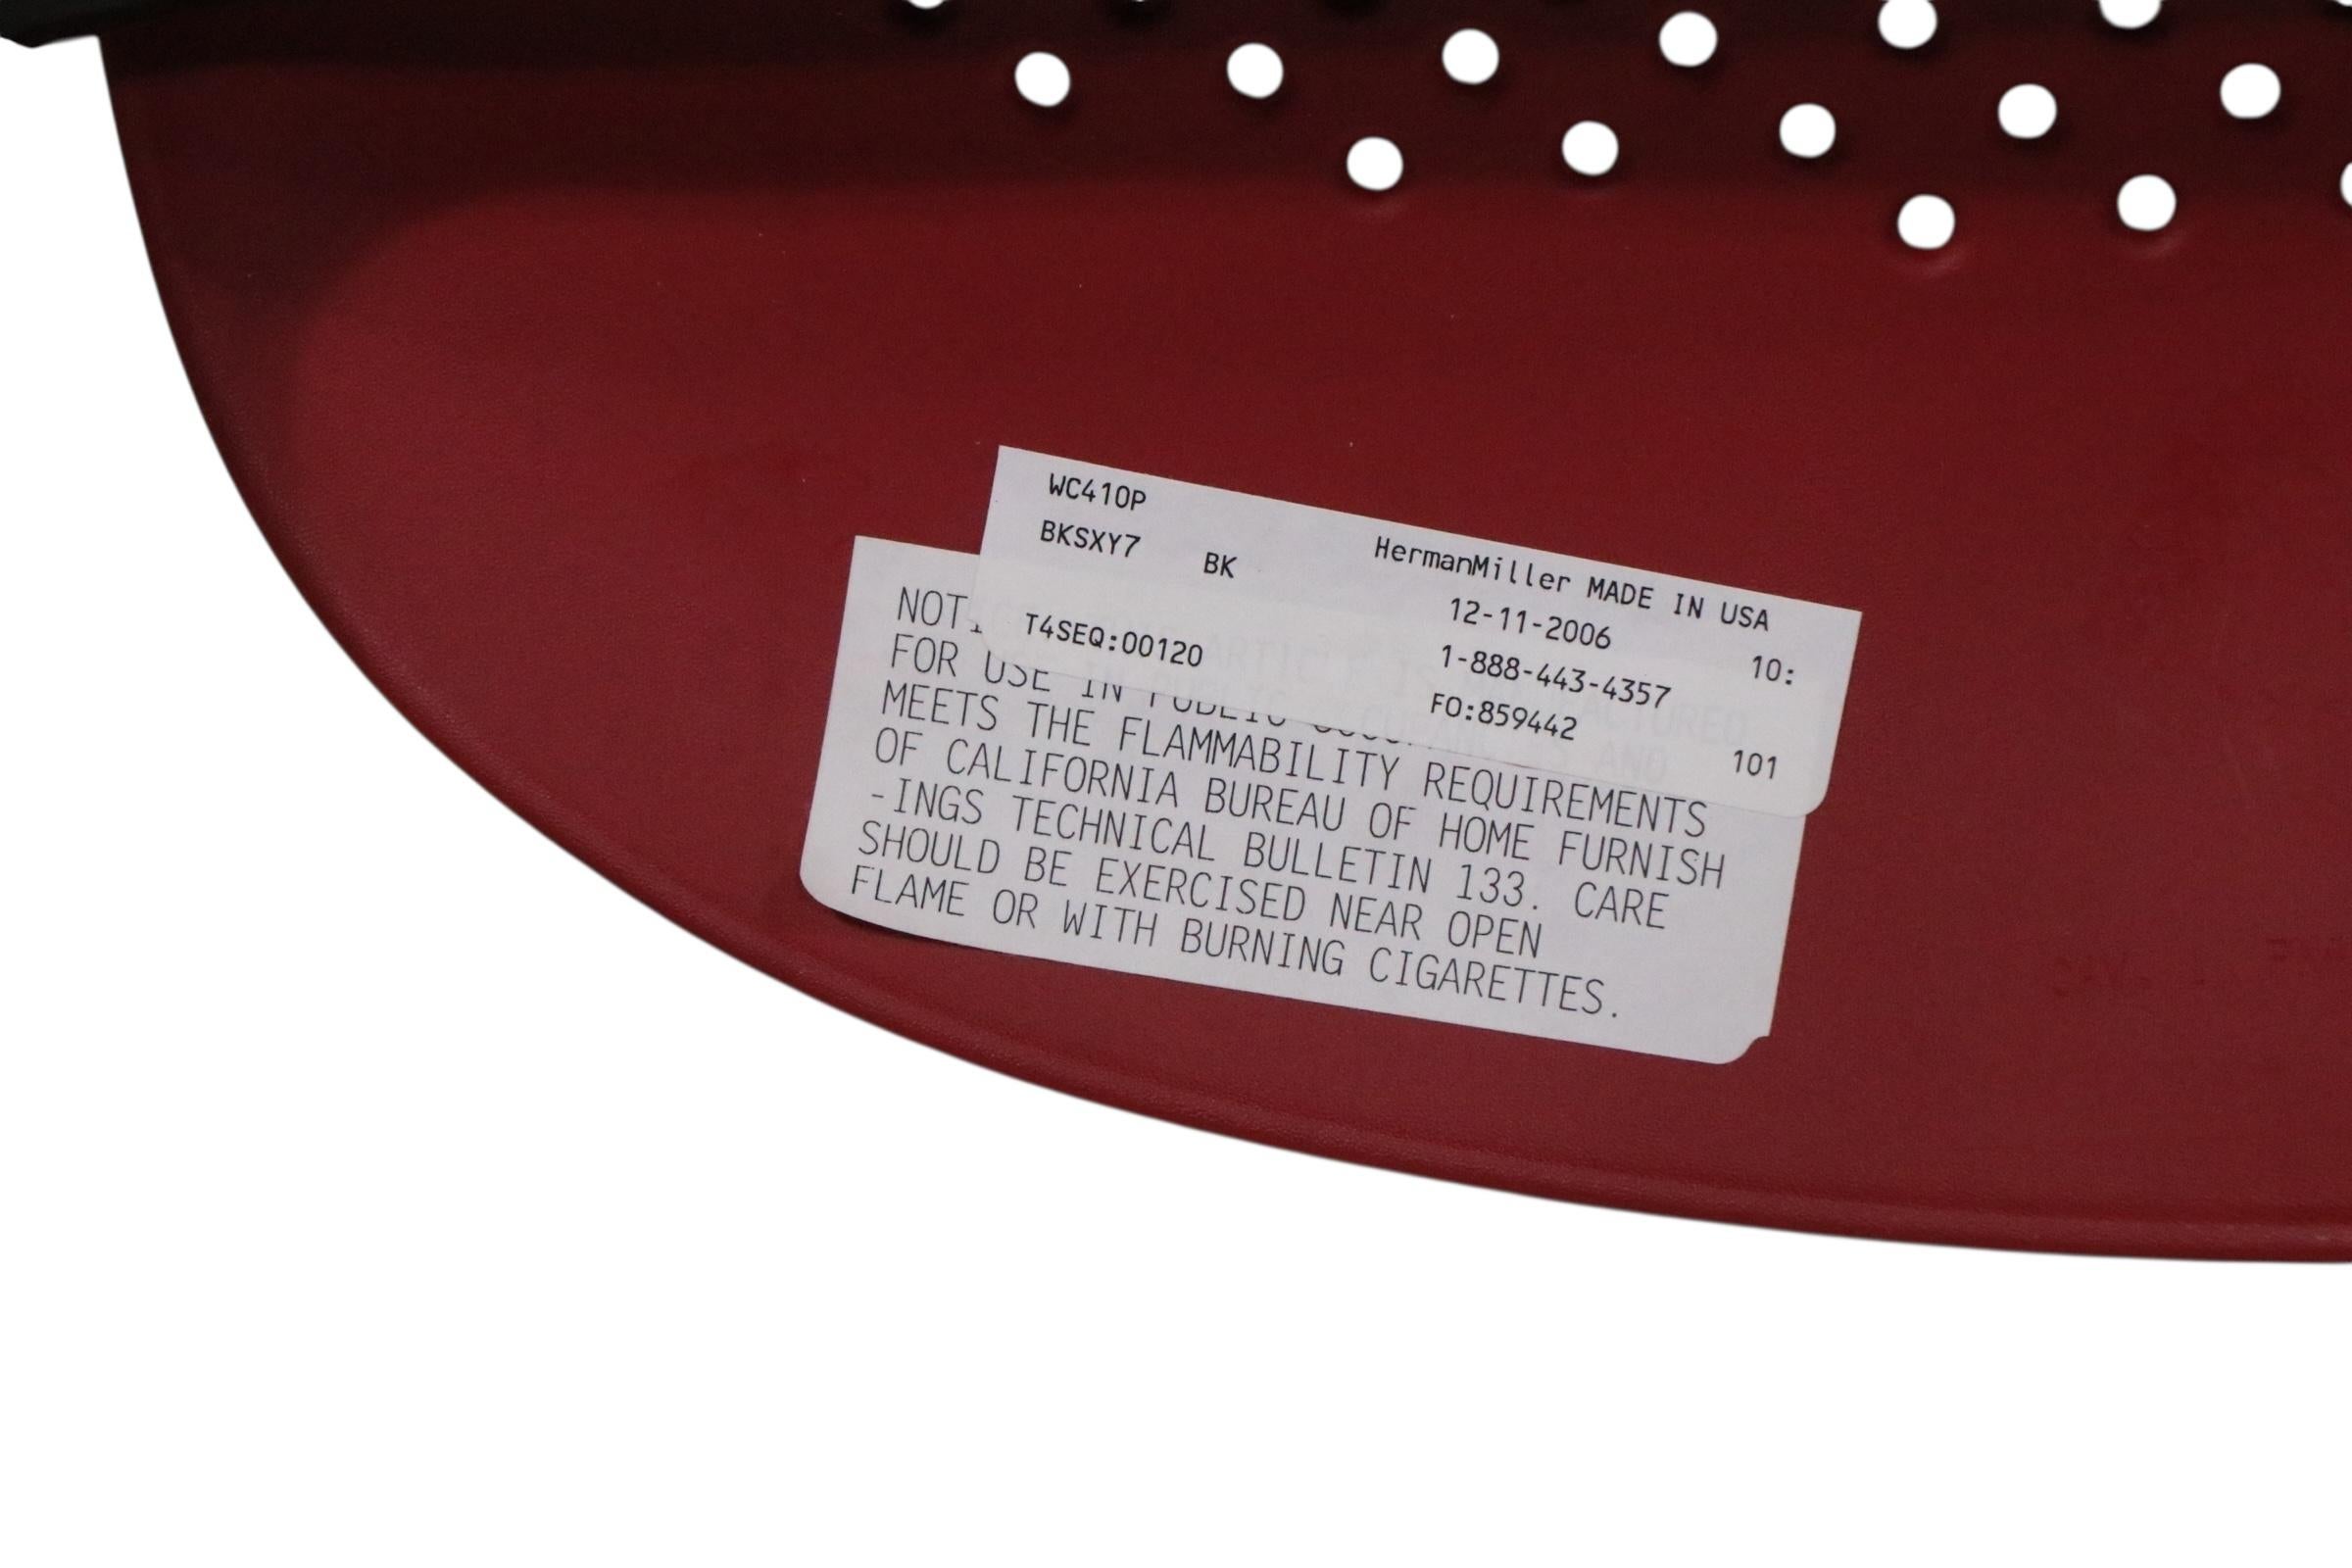 WC410P
BKSXY7 BK HermanMiller MADE IN USA
12-11-2006 10:
T4SEQ:00120 1-888-443-4357
FO:859442 101
FOR USE IN PUBLIC
MEETS THE FLAMMABILITY REQUIREMENTS
OF CALIFORNIA BUREAU OF HOME FURNISH
-INGS TECHNICAL BULLETIN 133. CARE
SHOULD BE EXERCISED NEAR OPEN
FLAME OR WITH BURNING CIGARETTES.